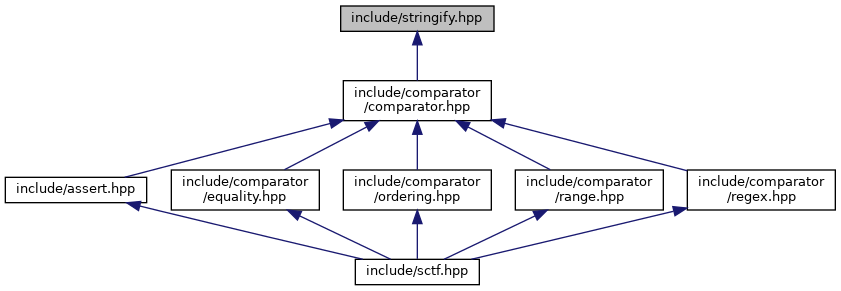 include/stringify.hpp
include/comparator
/comparator.hpp
include/assert.hpp
include/comparator
/equality.hpp
include/comparator
/ordering.hpp
include/comparator
/range.hpp
include/comparator
/regex.hpp
include/sctf.hpp